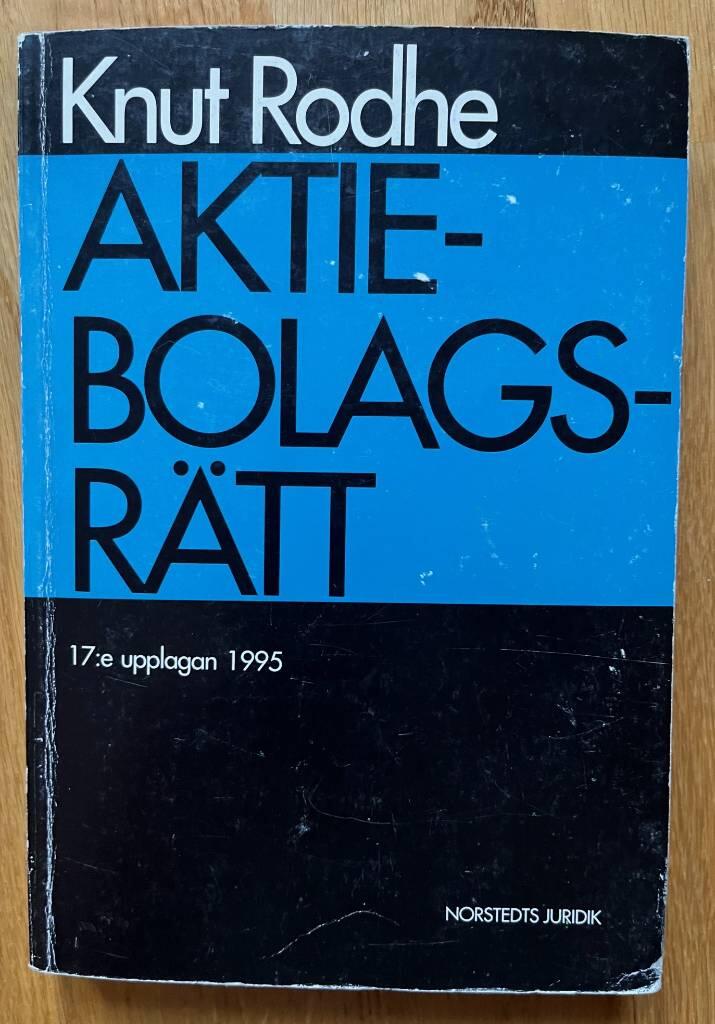 Knut Rodhe
AKTIE-
BOLAGS-
RÄTT
17:e upplagan 1995
NORSTEDTS JURIDIK